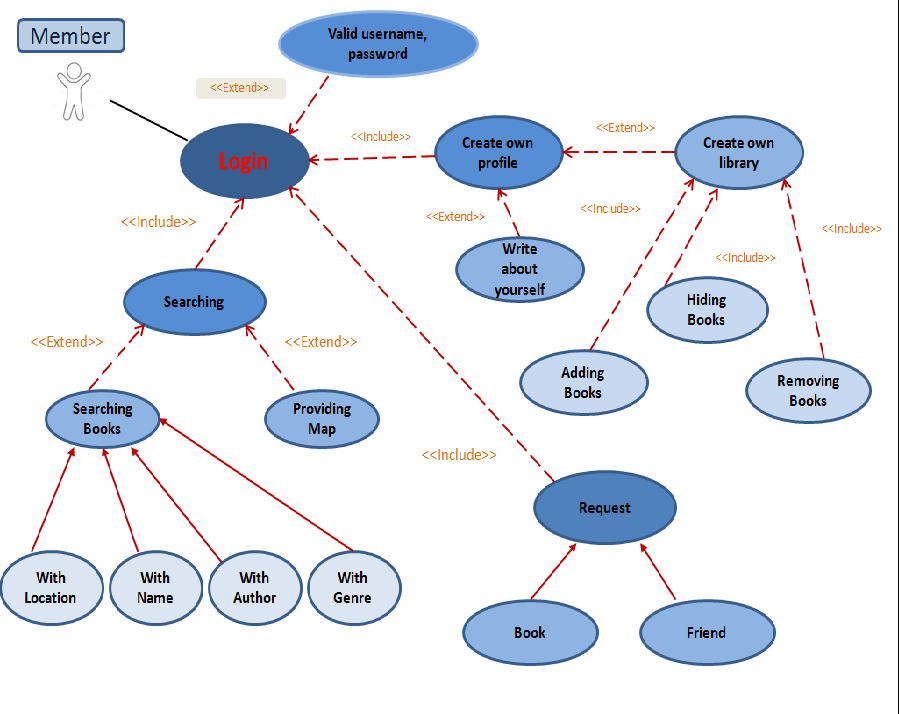 Member
Valid username,
password
<<Extend>>
Login
<<Include>>
Create own
profile
<<Extend>>
Create own
library
<<Include>>
<<Extend>>
<<Include>>
<<Include>>
<<Include>>
Write
about
yourself
Searching
Hiding
Books
<<Extend>>
<<Extend>>
Adding
Books
Removing
Books
Searching
Books
Providing
Map
<<Include>>
Request
With
Location
With
Name
With
Author
With
Genre
Book
Friend